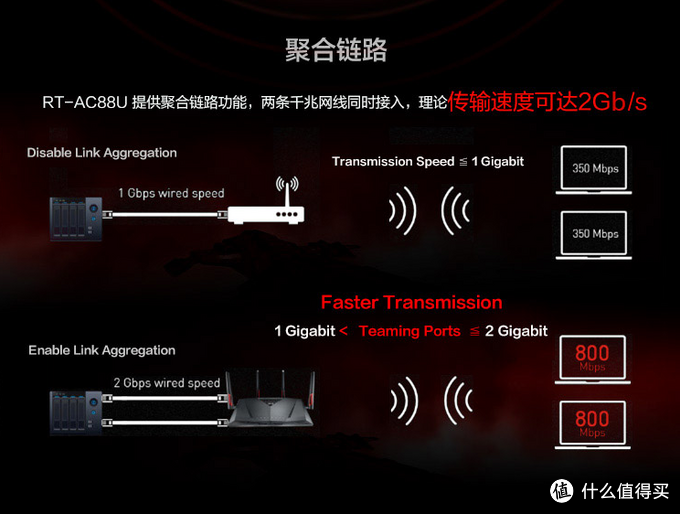 聚合链路
RT-AC88U 提供聚合链路功能，两条千兆网线同时接入，理论传输速度可达2Gb/s
Disable Link Aggregation
Transmission Speed ≦ 1 Gigabit
1 Gbps wired speed
350 Mbps
350 Mbps
Faster Transmission
1 Gigabit < Teaming Ports ≦ 2 Gigabit
Enable Link Aggregation
2 Gbps wired speed
800
Mbps
800
Mbps
值 什么值得买